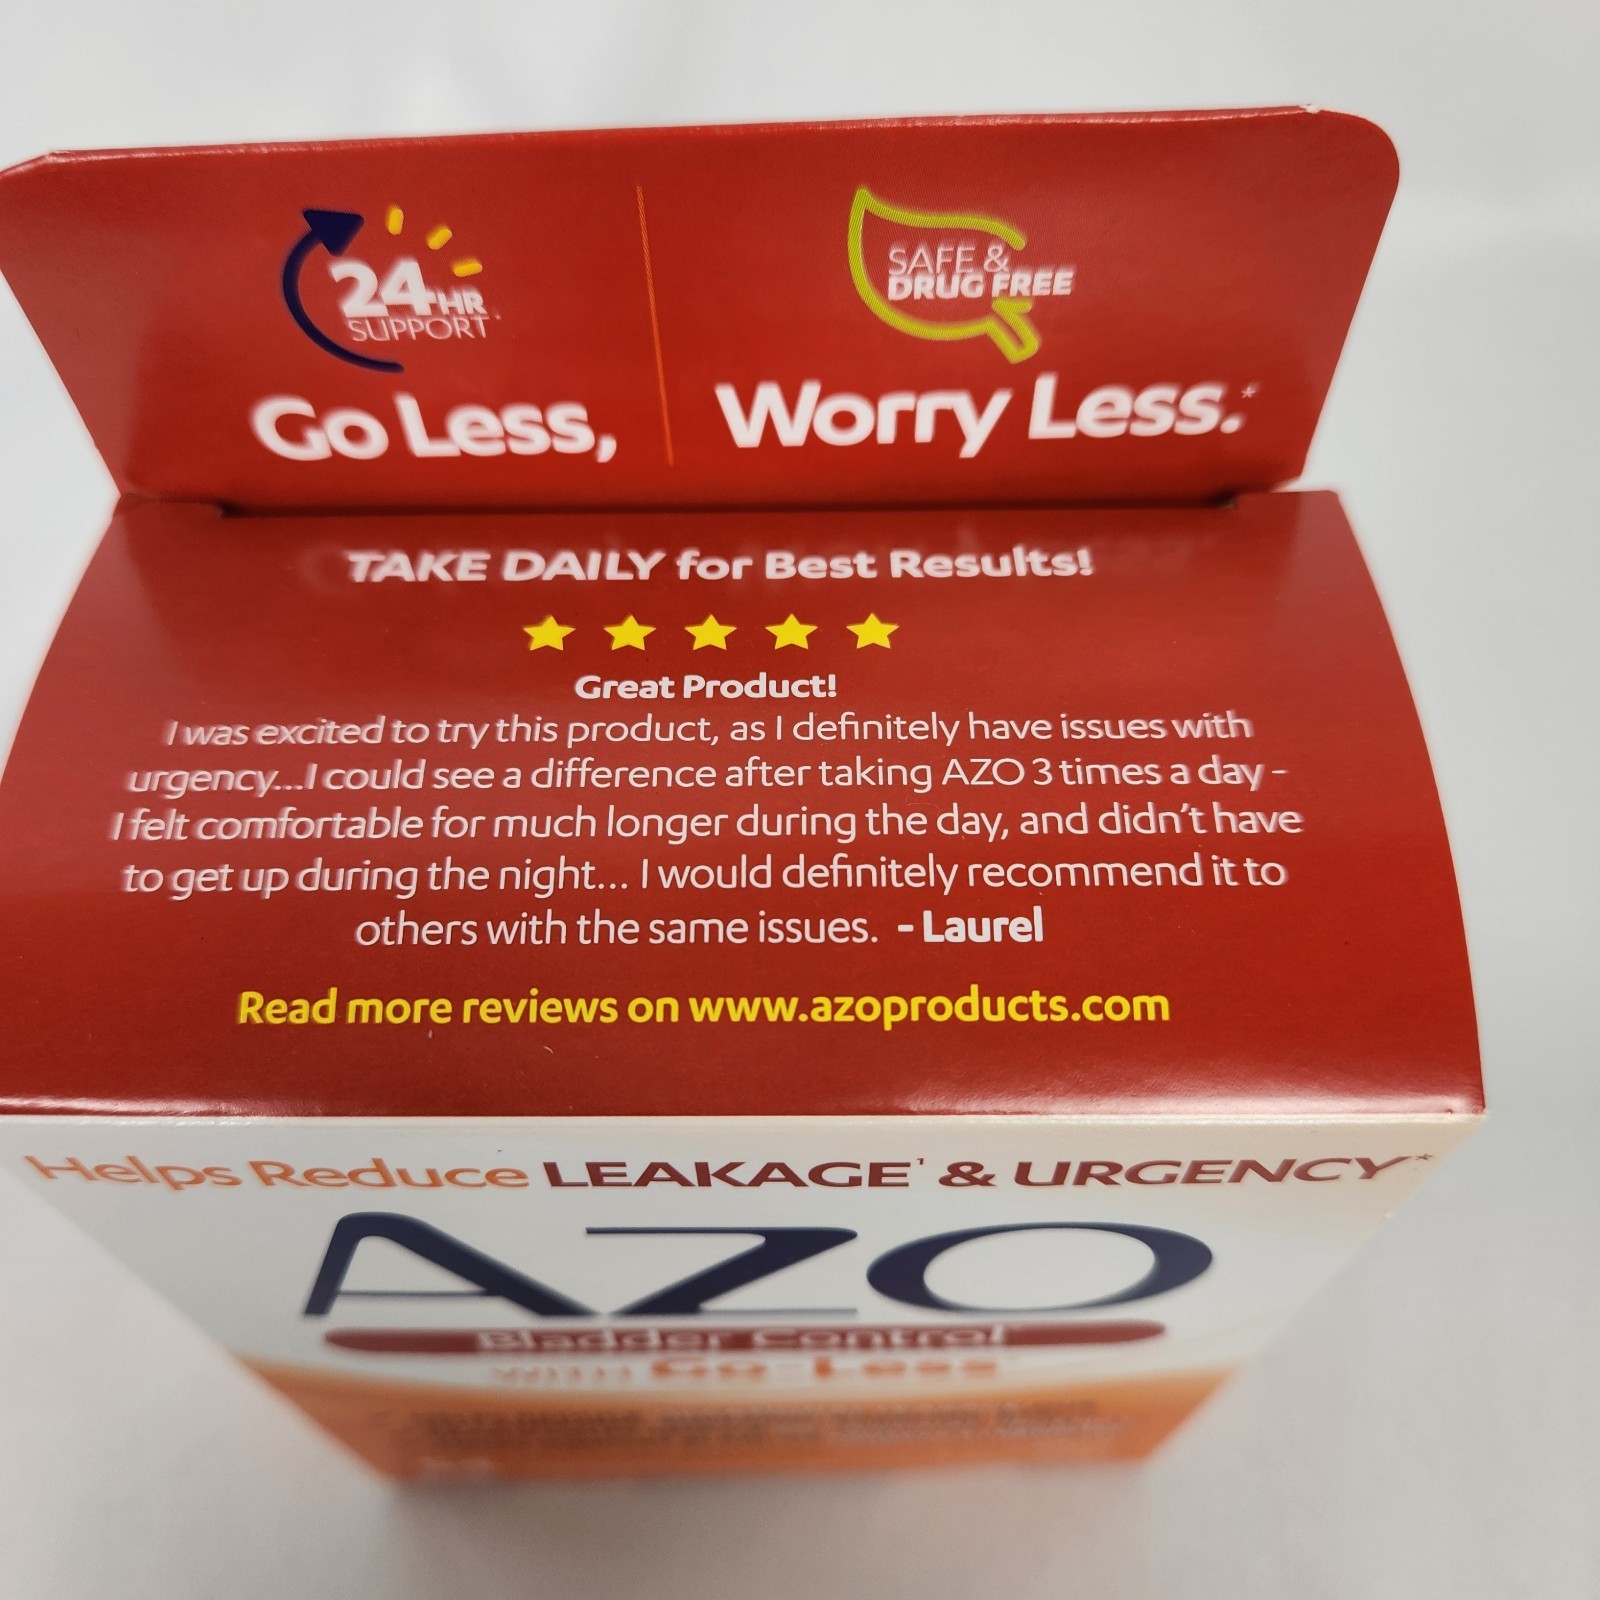 24HR
SUPPORT*
SAFE &
DRUG FREE
Go Less,
Worry Less.*
TAKE DAILY for Best Results!
Great Product!
I was excited to try this product, as I definitely have issues with
urgency...I could see a difference after taking AZO 3 times a day -
I felt comfortable for much longer during the day, and didn't have
to get up during the night... I would definitely recommend it to
others with the same issues. - Laurel
Read more reviews on www.azoproducts.com
Helps Reduce LEAKAGE¹ & URGENCY*
AZO
Bladder Control
WITH Go-Less